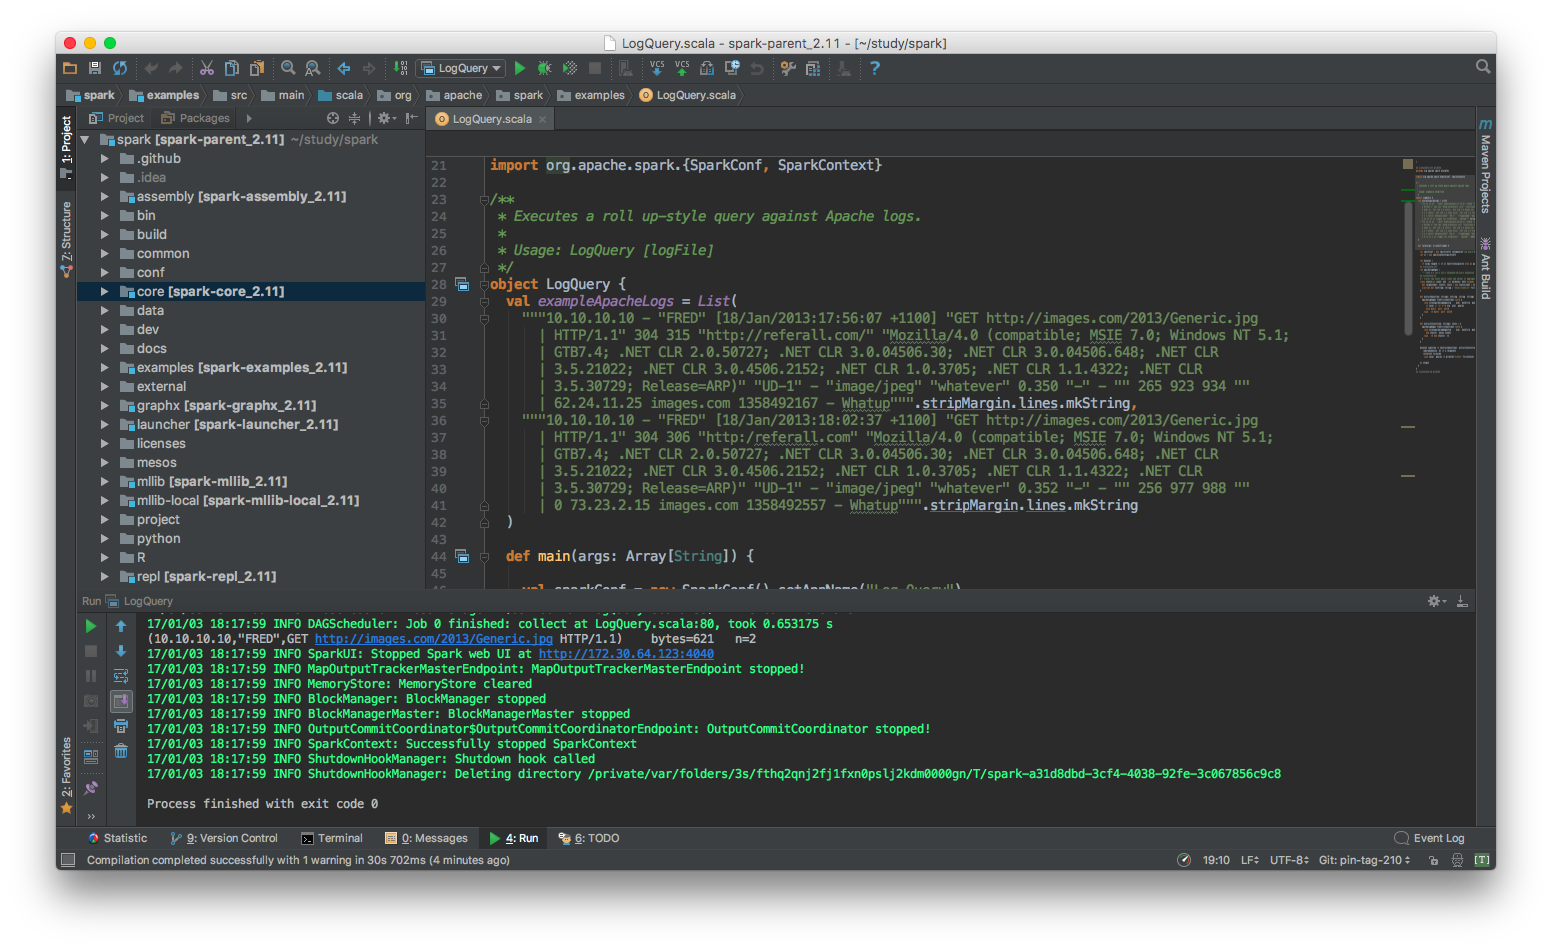 LogQuery.scala - spark-parent_2.11 - [~/study/spark]
LogQuery
VCS VCS
spark examples src main scala org apache spark examples LogQuery.scala
1: Project
Z: Structure
2: Favorites
Project Packages
LogQuery.scala
Maven Projects
Ant Build
spark [spark-parent_2.11] ~/study/spark
.github
.idea
assembly [spark-assembly_2.11]
bin
build
common
conf
core [spark-core_2.11]
data
dev
docs
examples [spark-examples_2.11]
external
graphx [spark-graphx_2.11]
launcher [spark-launcher_2.11]
licenses
mesos
mllib [spark-mllib_2.11]
mllib-local [spark-mllib-local_2.11]
project
python
R
repl [spark-repl_2.11]
21 import org.apache.spark.{SparkConf, SparkContext}
22
23 /**
24 * Executes a roll up-style query against Apache logs.
25 *
26 * Usage: LogQuery [logFile]
27 */
28 object LogQuery {
29 val exampleApacheLogs = List(
30 """10.10.10.10 - "FRED" [18/Jan/2013:17:56:07 +1100] "GET http://images.com/2013/Generic.jpg
31 | HTTP/1.1" 304 315 "http://referall.com/" "Mozilla/4.0 (compatible; MSIE 7.0; Windows NT 5.1;
32 | GTB7.4; .NET CLR 2.0.50727; .NET CLR 3.0.04506.30; .NET CLR 3.0.04506.648; .NET CLR
33 | 3.5.21022; .NET CLR 3.0.4506.2152; .NET CLR 1.0.3705; .NET CLR 1.1.4322; .NET CLR
34 | 3.5.30729; Release=ARP)" "UD-1" - "image/jpeg" "whatever" 0.350 "-" - "" 265 923 934 ""
35 | 62.24.11.25 images.com 1358492167 - Whatup""".stripMargin.lines.mkString,
36 """10.10.10.10 - "FRED" [18/Jan/2013:18:02:37 +1100] "GET http://images.com/2013/Generic.jpg
37 | HTTP/1.1" 304 306 "http:/referall.com" "Mozilla/4.0 (compatible; MSIE 7.0; Windows NT 5.1;
38 | GTB7.4; .NET CLR 2.0.50727; .NET CLR 3.0.04506.30; .NET CLR 3.0.04506.648; .NET CLR
39 | 3.5.21022; .NET CLR 3.0.4506.2152; .NET CLR 1.0.3705; .NET CLR 1.1.4322; .NET CLR
40 | 3.5.30729; Release=ARP)" "UD-1" - "image/jpeg" "whatever" 0.352 "-" - "" 256 977 988 ""
41 | 0 73.23.2.15 images.com 1358492557 - Whatup""".stripMargin.lines.mkString
42 )
43
44 def main(args: Array[String]) {
45
46 val sparkConf = new SparkConf().setAppName("Log Query")
Run LogQuery
17/01/03 18:17:59 INFO DAGScheduler: Job 0 finished: collect at LogQuery.scala:80, took 0.653175 s
(10.10.10.10,"FRED",GET http://images.com/2013/Generic.jpg HTTP/1.1) bytes=621 n=2
17/01/03 18:17:59 INFO SparkUI: Stopped Spark web UI at http://172.30.64.123:4040
17/01/03 18:17:59 INFO MapOutputTrackerMasterEndpoint: MapOutputTrackerMasterEndpoint stopped!
17/01/03 18:17:59 INFO MemoryStore: MemoryStore cleared
17/01/03 18:17:59 INFO BlockManager: BlockManager stopped
17/01/03 18:17:59 INFO BlockManagerMaster: BlockManagerMaster stopped
17/01/03 18:17:59 INFO OutputCommitCoordinator$OutputCommitCoordinatorEndpoint: OutputCommitCoordinator stopped!
17/01/03 18:17:59 INFO SparkContext: Successfully stopped SparkContext
17/01/03 18:17:59 INFO ShutdownHookManager: Shutdown hook called
17/01/03 18:17:59 INFO ShutdownHookManager: Deleting directory /private/var/folders/3s/fthq2qnj2fj1fxn0pslj2kdm0000gn/T/spark-a31d8dbd-3cf4-4038-92fe-3c067856c9c8
Process finished with exit code 0
Statistic 9: Version Control Terminal 0: Messages 4: Run 6: TODO Event Log
Compilation completed successfully with 1 warning in 30s 702ms (4 minutes ago) 19:10 LF UTF-8 Git: pin-tag-210 [T]